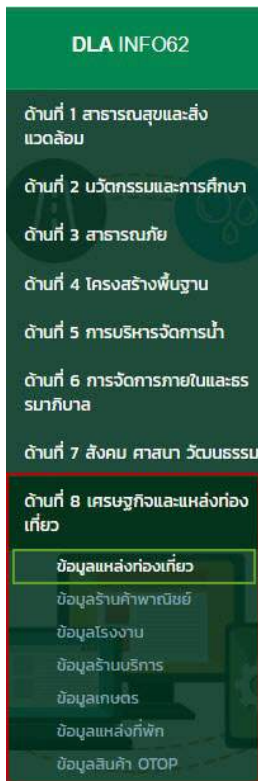 DLA INFO62
ด้านที่ 1 สาธารณสุขและสิ่ง
แวดล้อม
ด้านที่ 2 นวัตกรรมและการศึกษา
ด้านที่ 3 สาธารณภัย
ด้านที่ 4 โครงสร้างพื้นฐาน
ด้านที่ 5 การบริหารจัดการน้ำ
ด้านที่ 6 การจัดการภายในและธร
รมาภิบาล
ด้านที่ 7 สังคม ศาสนา วัฒนธรรม
ด้านที่ 8 เศรษฐกิจและแหล่งท่อง
เที่ยว
ข้อมูลแหล่งท่องเที่ยว
ข้อมูลร้านค้าพาณิชย์
ข้อมูลโรงงาน
ข้อมูลร้านบริการ
ข้อมูลเกษตร
ข้อมูลแหล่งที่พัก
ข้อมูลสินค้า OTOP